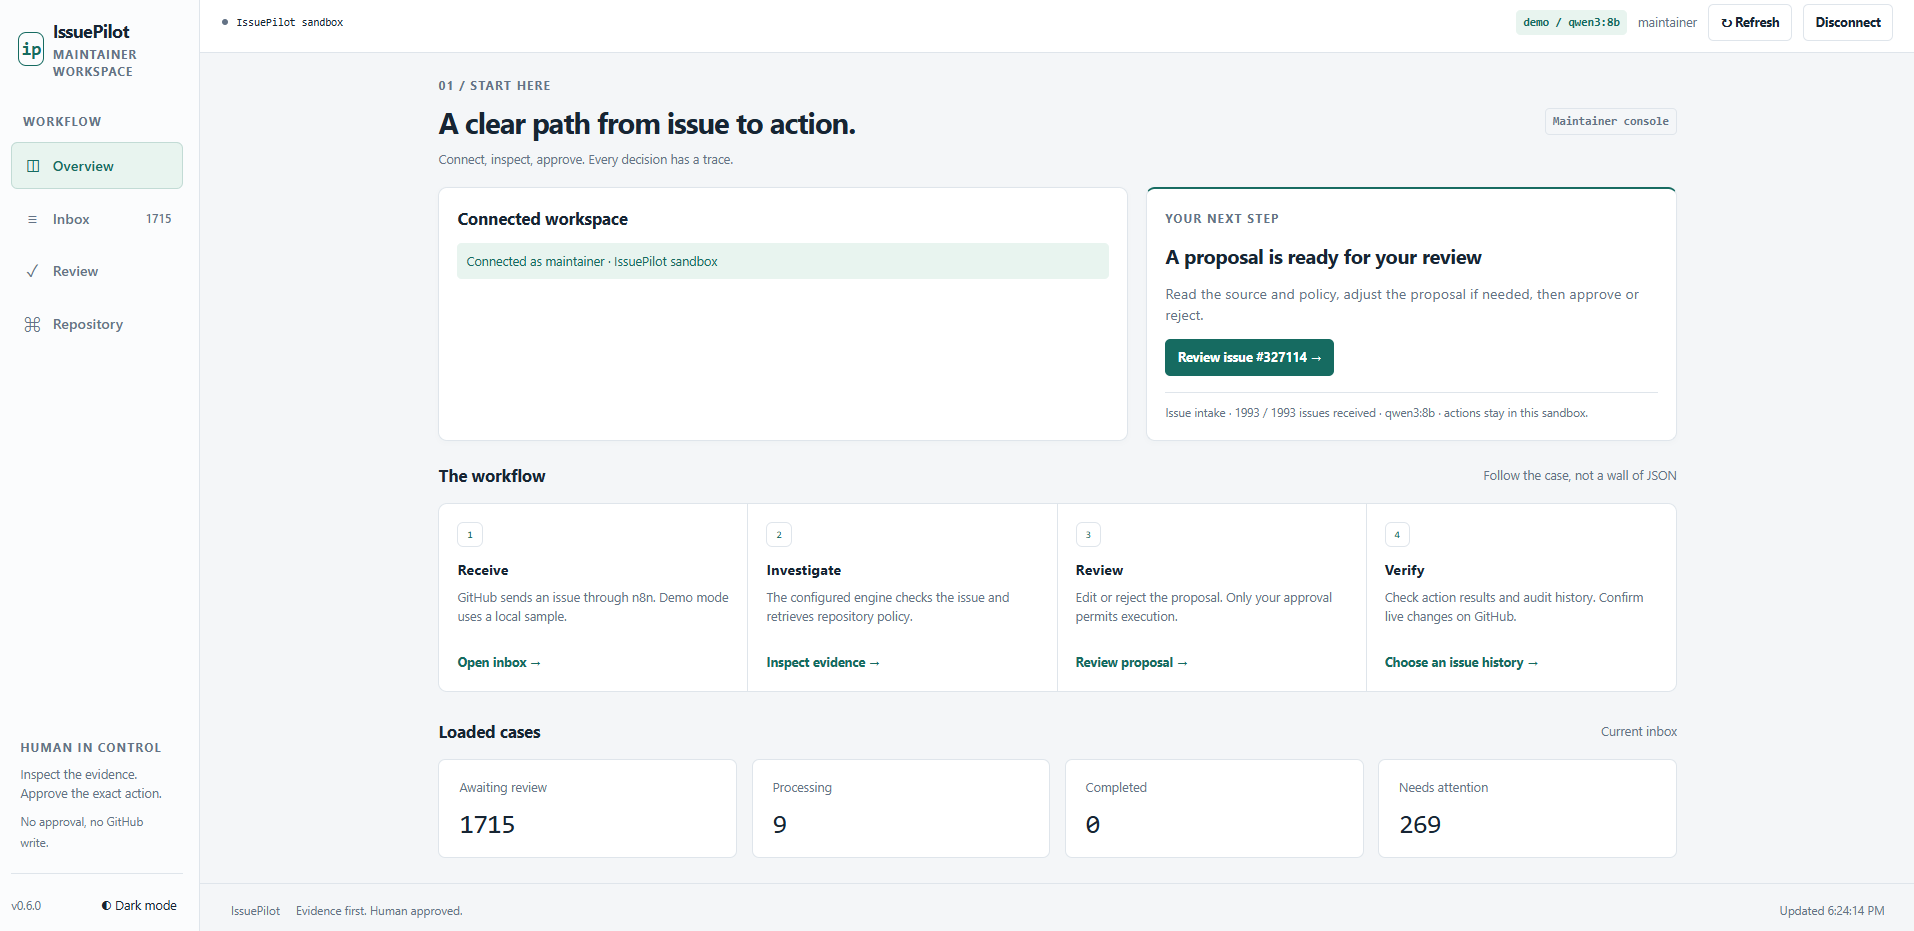 ip
IssuePilot
MAINTAINER
WORKSPACE
WORKFLOW
Overview
Inbox 1715
Review
Repository
HUMAN IN CONTROL
Inspect the evidence.
Approve the exact action.
No approval, no GitHub
write.
v0.6.0 Dark mode
IssuePilot sandbox
demo / qwen3:8b maintainer ↻ Refresh Disconnect
01 / START HERE
A clear path from issue to action.
Maintainer console
Connect, inspect, approve. Every decision has a trace.
Connected workspace
Connected as maintainer · IssuePilot sandbox
YOUR NEXT STEP
A proposal is ready for your review
Read the source and policy, adjust the proposal if needed, then approve or
reject.
Review issue #327114 →
Issue intake · 1993 / 1993 issues received · qwen3:8b · actions stay in this sandbox.
The workflow
Follow the case, not a wall of JSON
1
Receive
GitHub sends an issue through n8n. Demo mode
uses a local sample.
Open inbox →
2
Investigate
The configured engine checks the issue and
retrieves repository policy.
Inspect evidence →
3
Review
Edit or reject the proposal. Only your approval
permits execution.
Review proposal →
4
Verify
Check action results and audit history. Confirm
live changes on GitHub.
Choose an issue history →
Loaded cases
Current inbox
Awaiting review
1715
Processing
9
Completed
0
Needs attention
269
IssuePilot Evidence first. Human approved.
Updated 6:24:14 PM